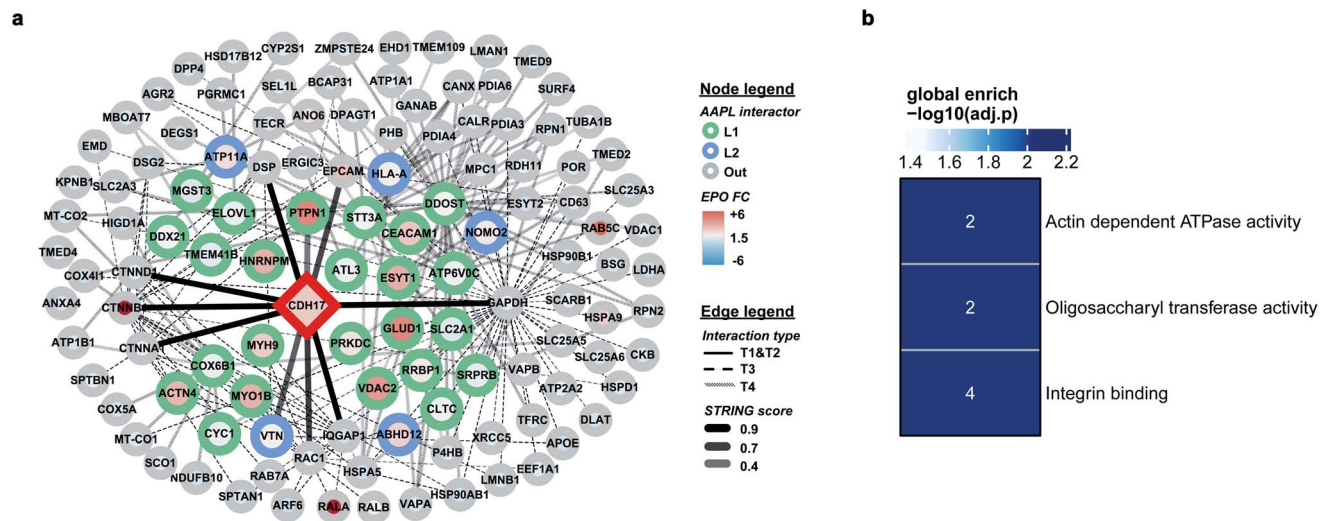 a
b
CYP2S1
ZMPSTE24
EHD1
TMEM109
HSD17B12
LMAN1
DPP4
TMED9
AGR2
PGRMC1
SEL1L
BCAP31
ATP1A1
CANX
PDIA6
SURF4
MBOAT7
TECR
ANO6
DPAGT1
GANAB
CALR
PDIA3
DEGS1
PHB
PDIA4
RPN1
TUBA1B
EMD
DSG2
ATP11A
DSP
ERGIC3
EPCAM
HLA-A
MPC1
RDH11
POR
TMED2
KPNB1
SLC2A3
MGST3
DDOST
ESYT2
CD63
SLC25A3
MT-CO2
HIGD1A
ELOVL1
PTPN1
STT3A
CEACAM1
NOMO2
RAB5C
VDAC1
DDX21
TMED4
TMEM41B
HNRNPM
ATL3
ESYT1
ATP6V0C
HSP90B1
BSG
LDHA
COX4I1
CTNND1
ANXA4
CTNNB1
CDH17
GAPDH
SCARB1
HSPA9
RPN2
ATP1B1
CTNNA1
MYH9
PRKDC
GLUD1
SLC2A1
SLC25A5
SLC25A6
CKB
SPTBN1
COX6B1
RRBP1
SRPRB
VAPB
ATP2A2
HSPD1
COX5A
ACTN4
MYO1B
VDAC2
CLTC
TFRC
DLAT
MT-CO1
CYC1
VTN
IQGAP1
ABHD12
XRCC5
APOE
SCO1
RAC1
P4HB
NDUFB10
RAB7A
HSPA5
LMNB1
EEF1A1
SPTAN1
ARF6
RALA
RALB
VAPA
HSP90AB1
Node legend
AAPL interactor
L1
L2
Out
EPO FC
+6
1.5
-6
Edge legend
Interaction type
T1&T2
T3
T4
STRING score
0.9
0.7
0.4
global enrich
−log10(adj.p)
1.4 1.6 1.8 2 2.2
2 Actin dependent ATPase activity
2 Oligosaccharyl transferase activity
4 Integrin binding